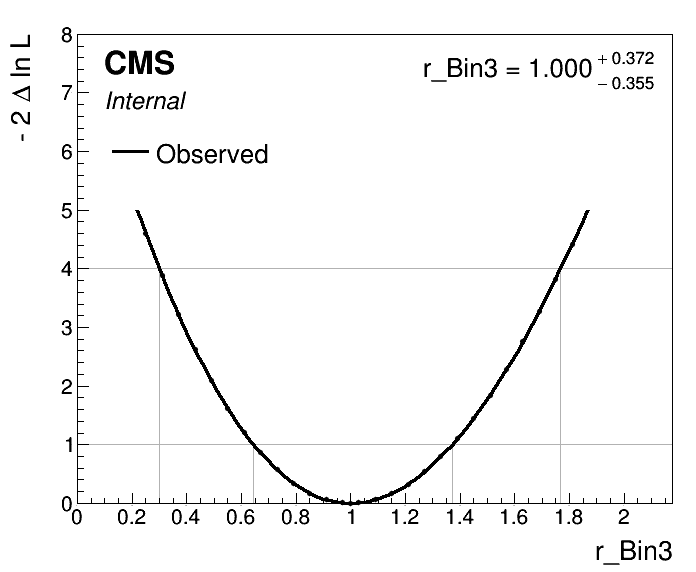 - 2 Δ ln L
8
7
6
5
4
3
2
1
0
CMS
Internal
r_Bin3 = 1.000 + 0.372 − 0.355
Observed
0 0.2 0.4 0.6 0.8 1 1.2 1.4 1.6 1.8 2
r_Bin3